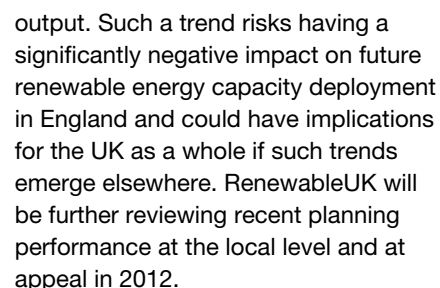 output. Such a trend risks having a
significantly negative impact on future
renewable energy capacity deployment
in England and could have implications
for the UK as a whole if such trends
emerge elsewhere. RenewableUK will
be further reviewing recent planning
performance at the local level and at
appeal in 2012.